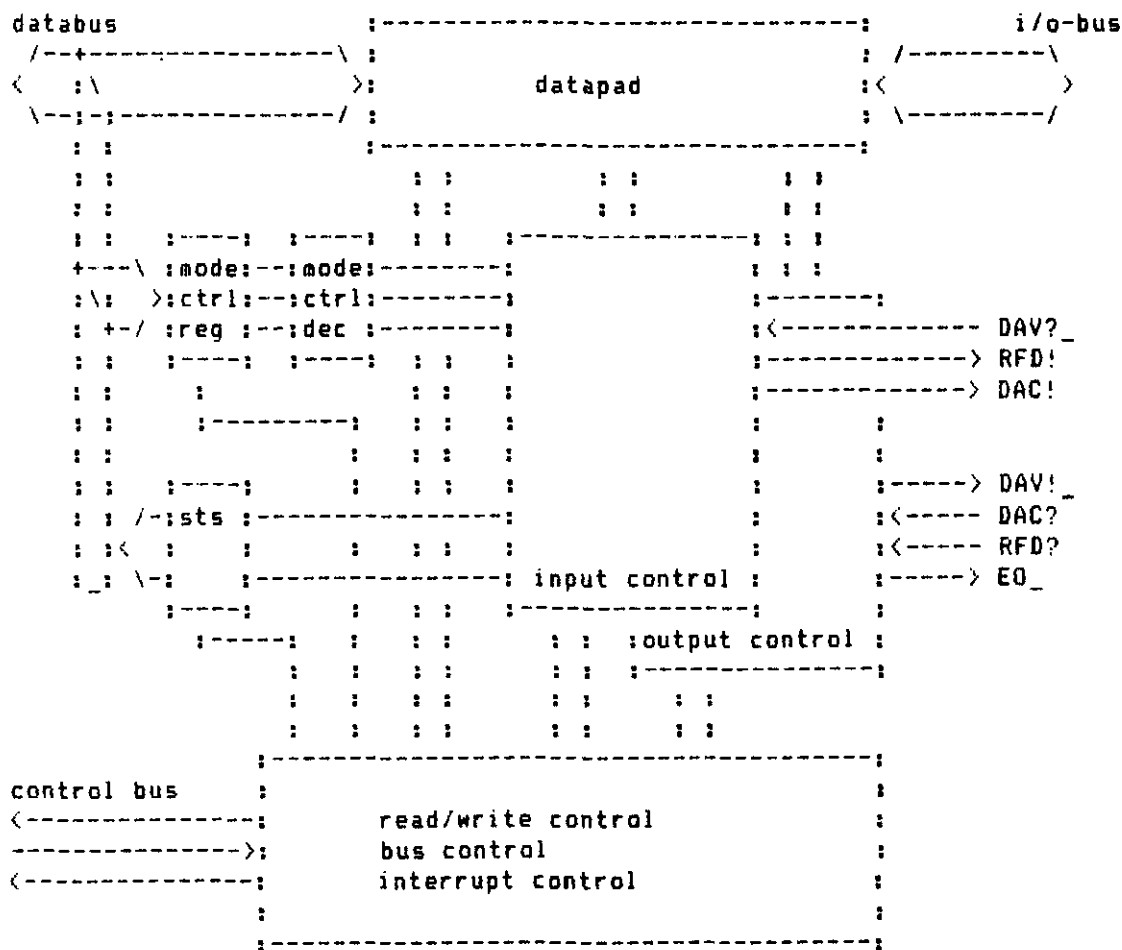 databus i/o-bus
datapad
mode mode
ctrl ctrl
reg dec DAV?_
RFD!
DAC!
DAV!_
sts DAC?
RFD?
input control EO_
output control
control bus
read/write control
bus control
interrupt control